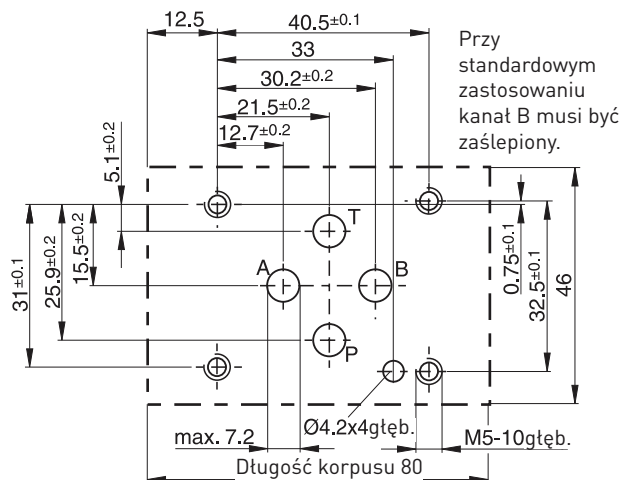 12.5
40.5±0.1
33
30.2±0.2
21.5±0.2
12.7±0.2
Przy
standardowym
zastosowaniu
kanał B musi być
zaślepiony.
5.1±0.2
15.5±0.2
25.9±0.2
31±0.1
T
A
B
P
0.75±0.1
32.5±0.1
46
max. 7.2
Ø4.2x4głęb.
M5-10głęb.
Długość korpusu 80